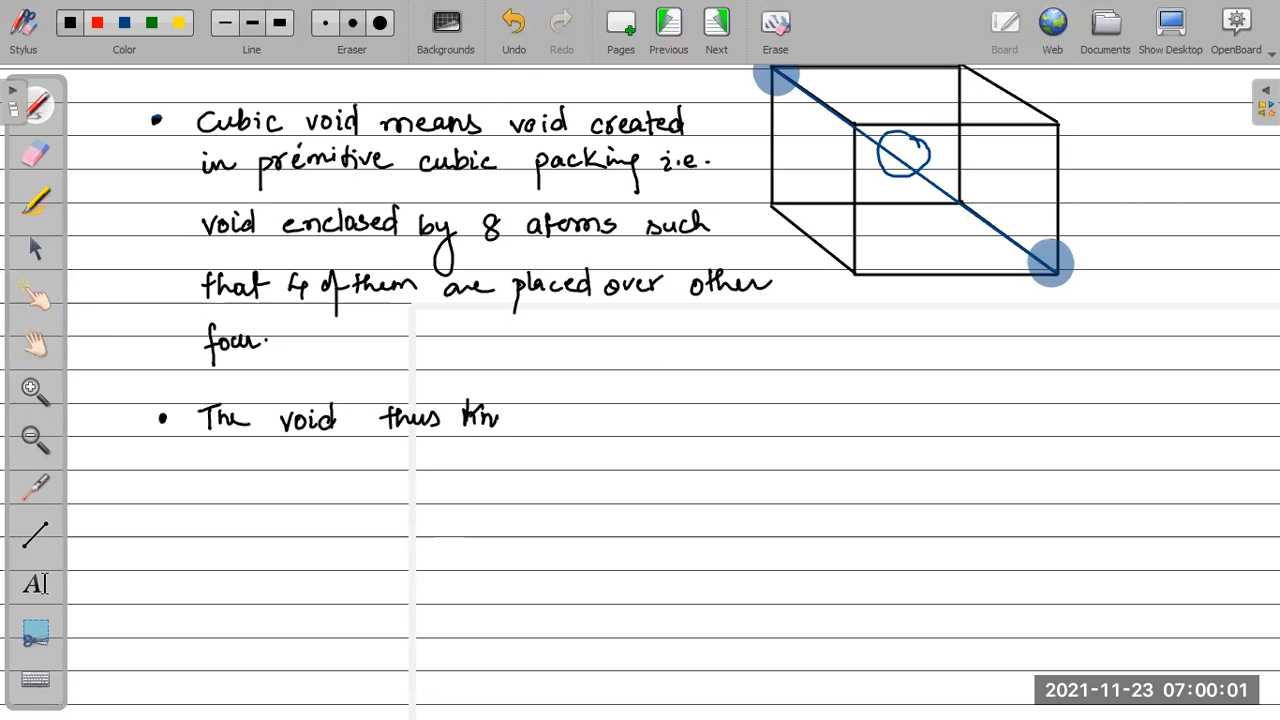 Stylus
Color
Line
Eraser
Backgrounds
Undo
Redo
Pages
Previous
Next
Erase
Board
Web
Documents
Show Desktop
OpenBoard
• Cubic void means void created
in prémitive cubic packing i.e.
void enclosed by 8 atoms such
that 4 of them are placed over other
four.
• The void thus Kn
A
2021-11-23 07:00:01